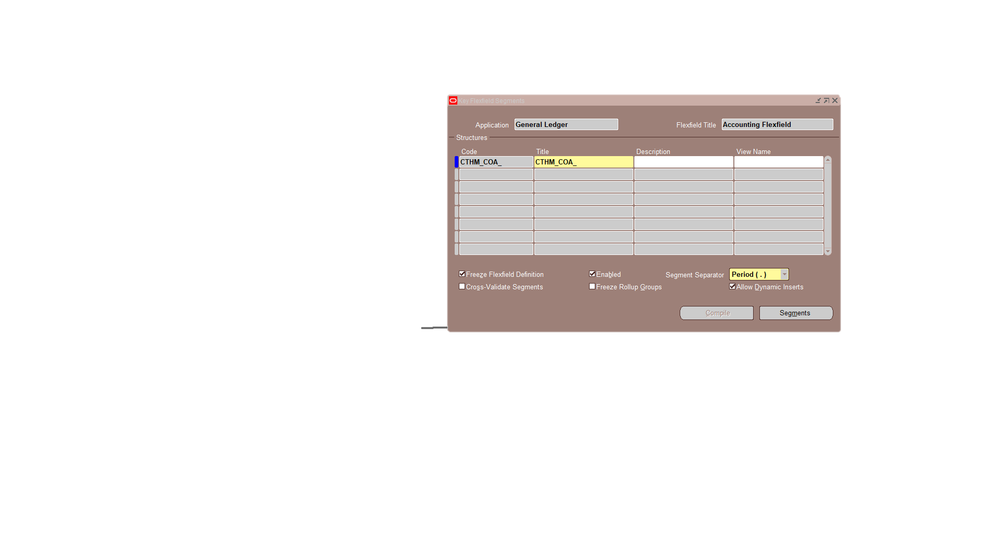 Key Flexfield Segments
Application General Ledger Flexfield Title Accounting Flexfield
Structures
Code Title Description View Name
CTHM_COA_ CTHM_COA_
Freeze Flexfield Definition Enabled Segment Separator Period ( . )
Cross-Validate Segments Freeze Rollup Groups Allow Dynamic Inserts
Compile Segments